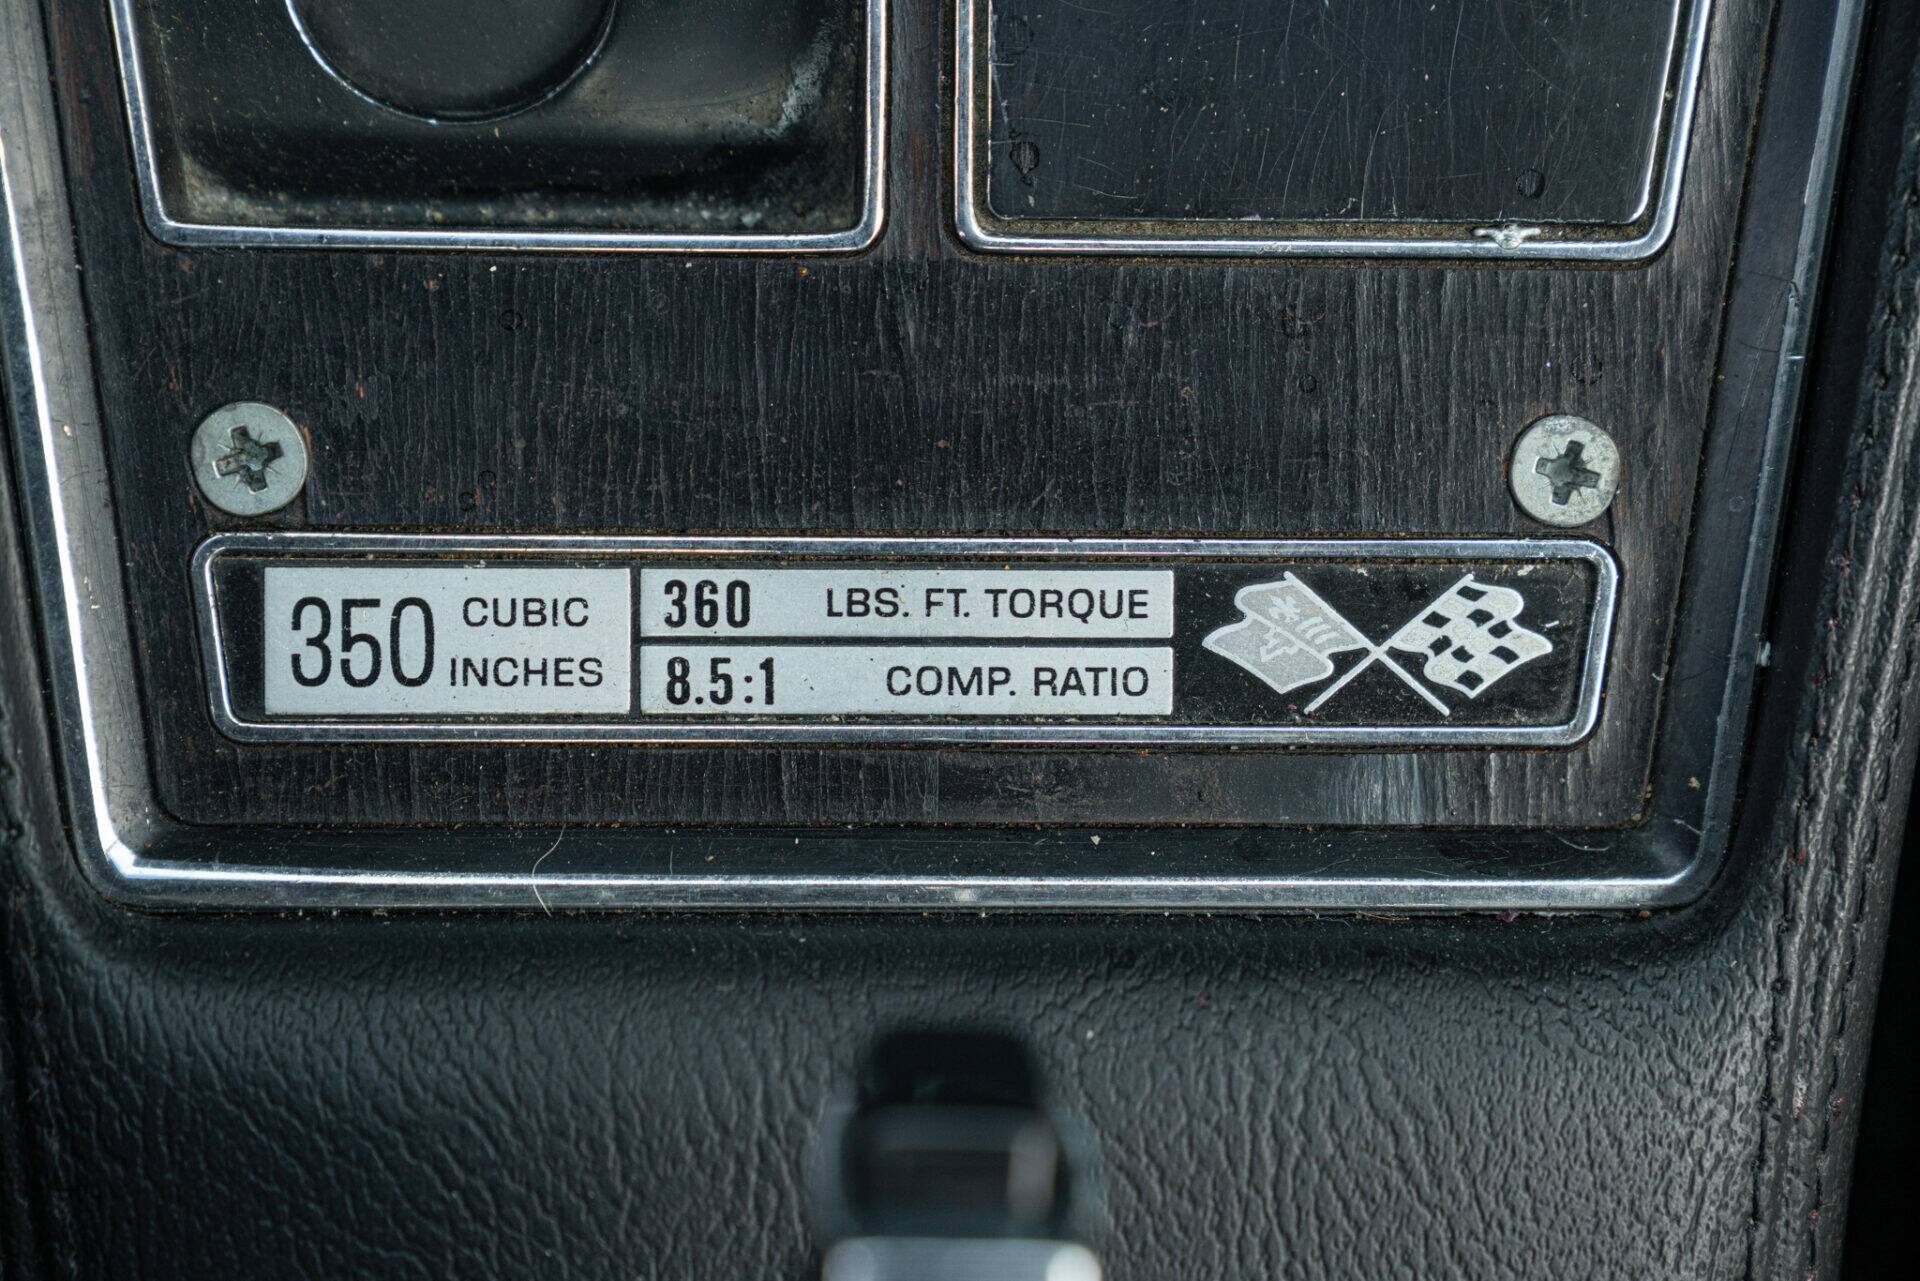 350 CUBIC INCHES
360 LBS. FT. TORQUE
8.5:1 COMP. RATIO